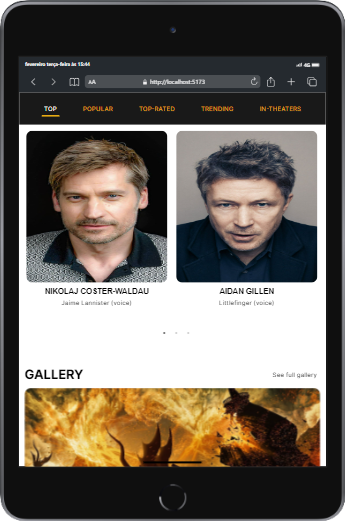 fevereiro terça-feira às 15:44
4G
AA
http://localhost:5173
TOP POPULAR TOP-RATED TRENDING IN-THEATERS
NIKOLAJ COSTER-WALDAU
Jaime Lannister (voice)
AIDAN GILLEN
Littlefinger (voice)
GALLERY
See full gallery